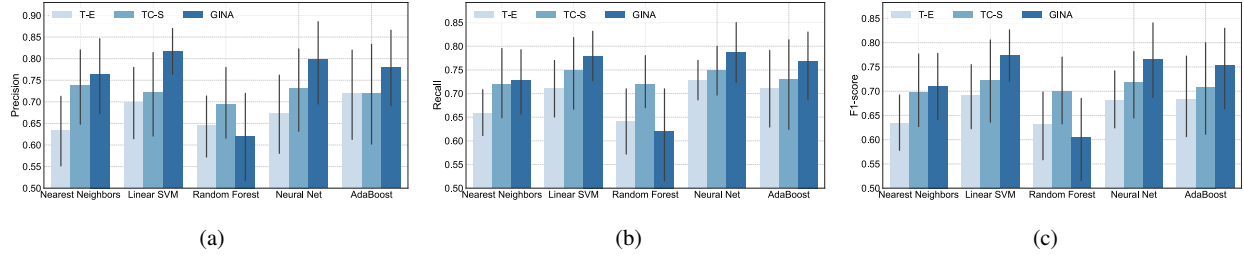 T-E TC-S GINA
Precision
0.90
0.85
0.80
0.75
0.70
0.65
0.60
0.55
0.50
Nearest Neighbors Linear SVM Random Forest Neural Net AdaBoost
(a)
T-E TC-S GINA
Recall
0.85
0.80
0.75
0.70
0.65
0.60
0.55
0.50
Nearest Neighbors Linear SVM Random Forest Neural Net AdaBoost
(b)
T-E TC-S GINA
F1-score
0.85
0.80
0.75
0.70
0.65
0.60
0.55
0.50
Nearest Neighbors Linear SVM Random Forest Neural Net AdaBoost
(c)